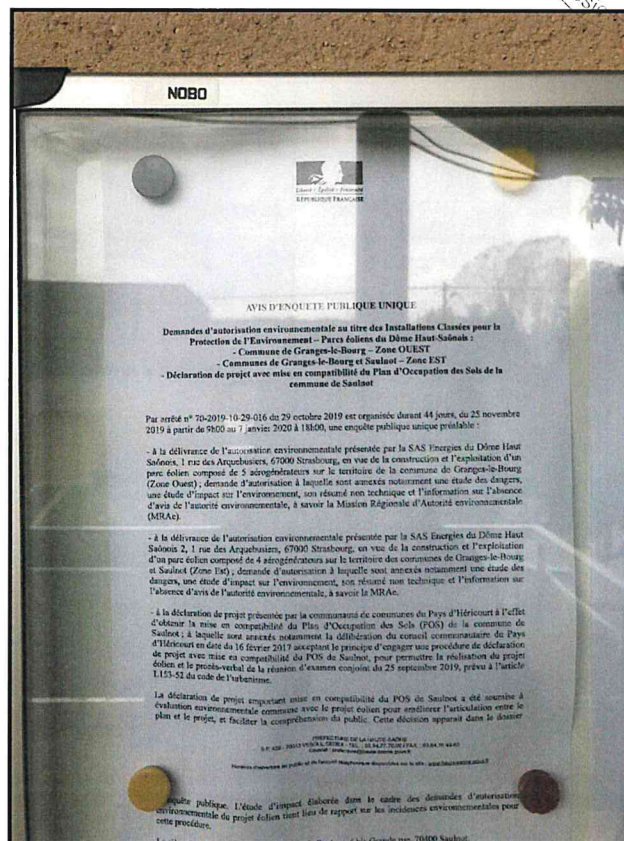 NOBO
Liberté • Égalité • Fraternité
RÉPUBLIQUE FRANÇAISE
AVIS D'ENQUETE PUBLIQUE UNIQUE
Demandes d'autorisation environnementale au titre des Installations Classées pour la
Protection de l'Environnement – Parcs éoliens du Dôme Haut-Saônois :
- Commune de Granges-le-Bourg – Zone OUEST
- Communes de Granges-le-Bourg et Saulnot – Zone EST
- Déclaration de projet avec mise en compatibilité du Plan d'Occupation des Sols de la
commune de Saulnot
Par arrêté n° 70-2019-10-29-016 du 29 octobre 2019 est organisée durant 44 jours, du 25 novembre
2019 à partir de 9h00 au 7 janvier 2020 à 18h00, une enquête publique unique préalable :
- à la délivrance de l'autorisation environnementale présentée par la SAS Energies du Dôme Haut
Saônois, 1 rue des Arquebusiers, 67000 Strasbourg, en vue de la construction et l'exploitation d'un
parc éolien composé de 5 aérogénérateurs sur le territoire de la commune de Granges-le-Bourg
(Zone Ouest) ; demande d'autorisation à laquelle sont annexés notamment une étude des dangers,
une étude d'impact sur l'environnement, son résumé non technique et l'information sur l'absence
d'avis de l'autorité environnementale, à savoir la Mission Régionale d'Autorité environnementale
(MRAe).
- à la délivrance de l'autorisation environnementale présentée par la SAS Energies du Dôme Haut
Saônois 2, 1 rue des Arquebusiers, 67000 Strasbourg, en vue de la construction et l'exploitation
d'un parc éolien composé de 4 aérogénérateurs sur le territoire des communes de Granges-le-Bourg
et Saulnot (Zone Est) ; demande d'autorisation à laquelle sont annexés notamment une étude des
dangers, une étude d'impact sur l'environnement, son résumé non technique et l'information sur
l'absence d'avis de l'autorité environnementale, à savoir la MRAe.
- à la déclaration de projet présentée par la communauté de communes du Pays d'Héricourt à l'effet
d'obtenir la mise en compatibilité du Plan d'Occupation des Sols (POS) de la commune de
Saulnot ; à laquelle sont annexés notamment la délibération du conseil communautaire du Pays
d'Héricourt en date du 16 février 2017 acceptant le principe d'engager une procédure de déclaration
de projet avec mise en compatibilité du POS de Saulnot, pour permettre la réalisation du projet
éolien et le procès-verbal de la réunion d'examen conjoint du 25 septembre 2019, prévu à l'article
L153-52 du code de l'urbanisme.
La déclaration de projet important mise en compatibilité du POS de Saulnot a été soumise à
évaluation environnementale commune avec le projet éolien pour améliorer l'articulation entre le
plan et le projet, et faciliter la compréhension du public. Cette décision apparaît dans le dossier
PREFECTURE DE LA HAUTE-SAÔNE
enquête publique. L'étude d'impact élaborée dans le cadre des demandes d'autorisation
environnementale du projet éolien tient lieu de rapport sur les incidences environnementales pour
cette procédure.
70400 Saulnot,